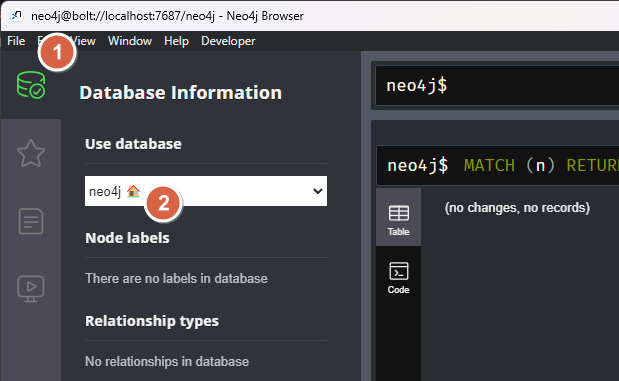 neo4j@bolt://localhost:7687/neo4j - Neo4j Browser
File View Window Help Developer
1
Database Information
neo4j$
Use database
neo4j
2
neo4j$ MATCH (n) RETUR
Table
(no changes, no records)
Node labels
There are no labels in database
Code
Relationship types
No relationships in database